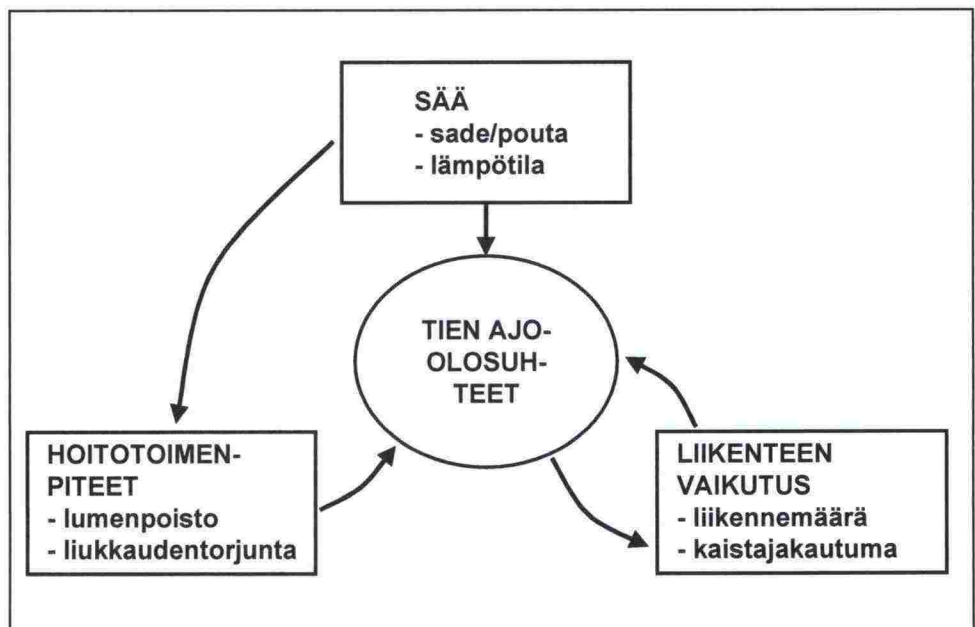 SÄÄ
- sade/pouta
- lämpötila
TIEN AJO-
OLOSUH-
TEET
HOITOTOIMEN-
PITEET
- lumenpoisto
- liukkaudentorjunta
LIIKENTEEN
VAIKUTUS
- liikennemäärä
- kaistajakautuma